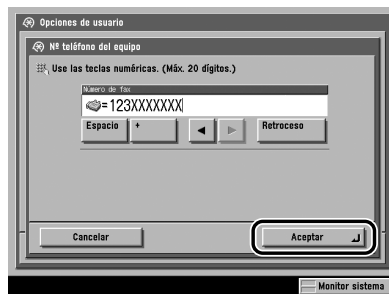 Opciones de usuario
Nº teléfono del equipo
Use las teclas numéricas. (Máx. 20 dígitos.)
Número de fax
=123XXXXXXX
Espacio + ◄ ► Retroceso
Cancelar Aceptar
Monitor sistema